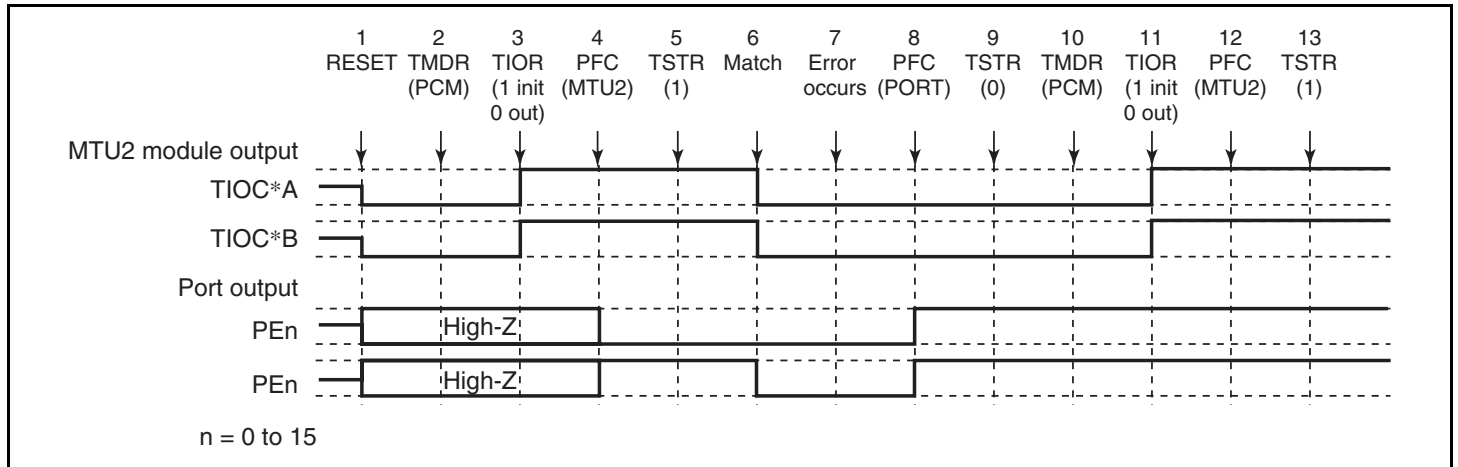 1 2 3 4 5 6 7 8 9 10 11 12 13
RESET TMDR TIOR PFC TSTR Match Error PFC TSTR TMDR TIOR PFC TSTR
(PCM) (1 init (MTU2) (1) occurs (PORT) (0) (PCM) (1 init (MTU2) (1)
0 out) 0 out)
MTU2 module output
TIOC*A
TIOC*B
Port output
PEn High-Z
PEn High-Z
n = 0 to 15